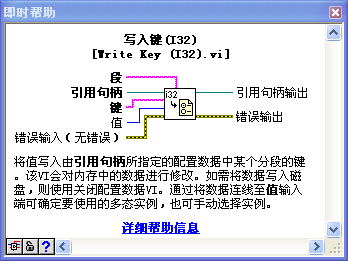 即时帮助
写入键(I32)
[Write Key (I32).vi]
段
引用句柄
引用句柄输出
键
值
错误输入(无错误)
错误输出
i32
将值写入由引用句柄所指定的配置数据中某个分段的键
。该VI会对内存中的数据进行修改。如需将数据写入磁
盘，则使用关闭配置数据VI。通过将数据连线至值输入
端可确定要使用的多态实例，也可手动选择实例。
详细帮助信息
?